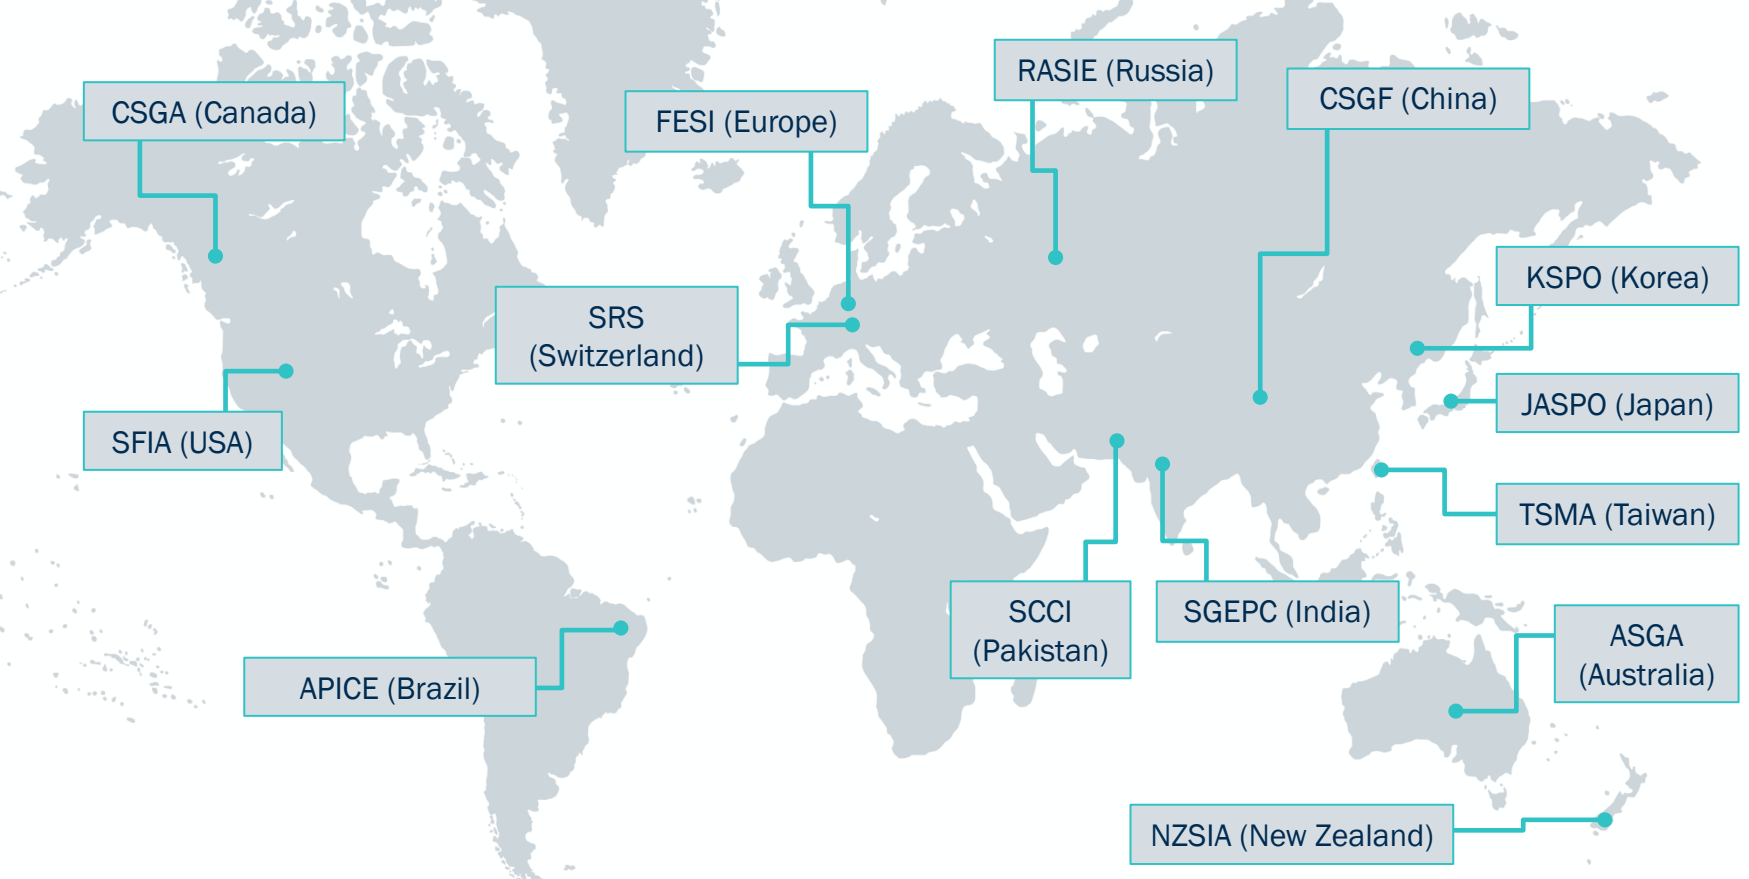 RASIE (Russia)
CSGF (China)
CSGA (Canada)
FESI (Europe)
KSPO (Korea)
SRS
(Switzerland)
JASPO (Japan)
SFIA (USA)
TSMA (Taiwan)
SCCI
(Pakistan)
SGEPC (India)
ASGA
(Australia)
APICE (Brazil)
NZSIA (New Zealand)